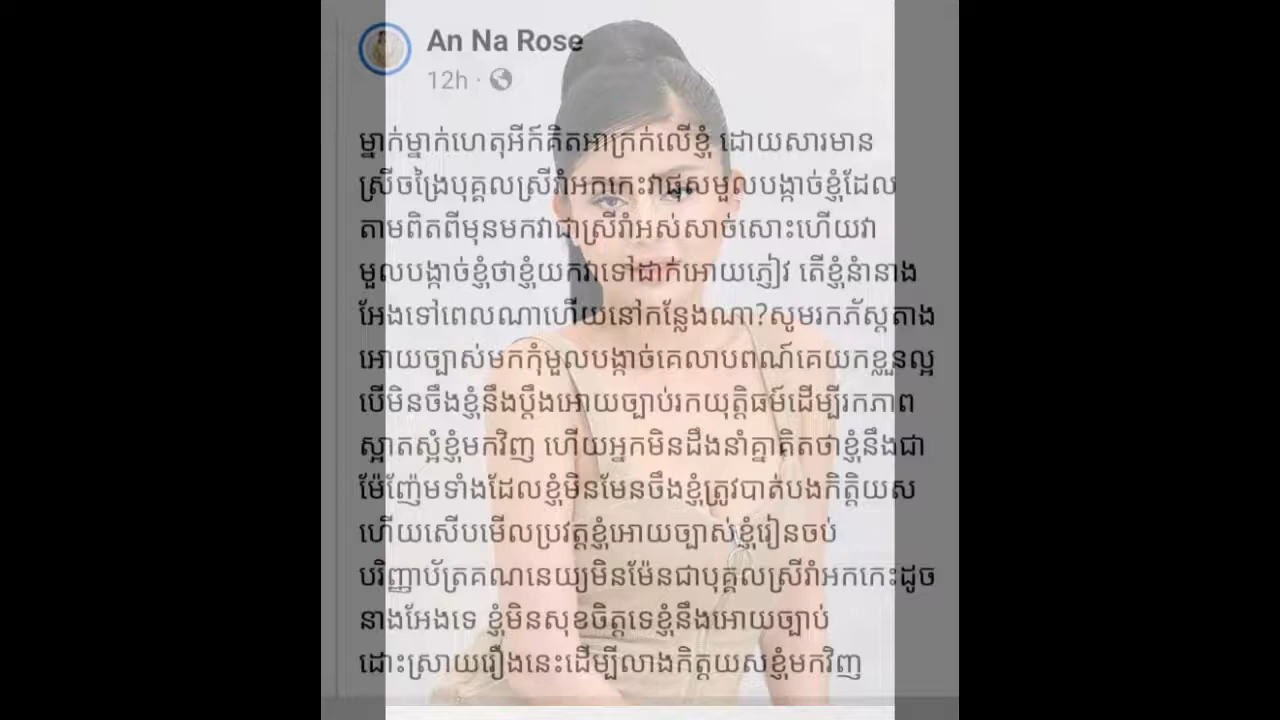 An Na Rose
12h ·
ម្នាក់ម្នាក់ហេតុអីក៍គិតអាក្រក់លើខ្ញុំ ដោយសារមាន
ស្រីចង្រៃបុគ្គលស្រីរាំអកកេះវាផ្តួសមួលបង្កាច់ខ្ញុំដែល
តាមពិតពីមុនមកវាជាស្រីរាំអស់សាច់សោះហើយវា
មួលបង្កាច់ខ្ញុំថាខ្ញុំយកវាទៅដាក់អោយភ្ញៀវ តើខ្ញុំនំានាង
អែងទៅពេលណាហើយនៅកន្លែងណា?សូមរកភ័ស្តតាង
អោយច្បាស់មកកុំមួលបង្កាច់គេលាបពណ៍គេយកខ្លួនល្អ
បើមិនចឹងខ្ញុំនឹងប្តឹងអោយច្បាប់រកយុត្តិធម៍ដើម្បីរកភាព
ស្អាតស្អំខ្ញុំមកវិញ ហើយអ្នកមិនដឹងនាំគ្នាគិតថាខ្ញុំនឹងជា
ម៉ែញ៉ែមទាំងដែលខ្ញុំមិនមែនចឹងខ្ញុំត្រូវបាត់បងកិត្តិយស
ហើយសើបមើលប្រវត្តខ្ញុំអោយច្បាស់ខ្ញុំរៀនចប់
បរិញ្ញាប័ត្រគណនេយ្យមិនម៉ែនជាបុគ្គលស្រីរាំអកកេះដូច
នាងអែងទេ ខ្ញុំមិនសុខចិត្តទេខ្ញុំនឹងអោយច្បាប់
ដោះស្រាយរឿងនេះដើម្បីលាងកិត្តយសខ្ញុំមកវិញ